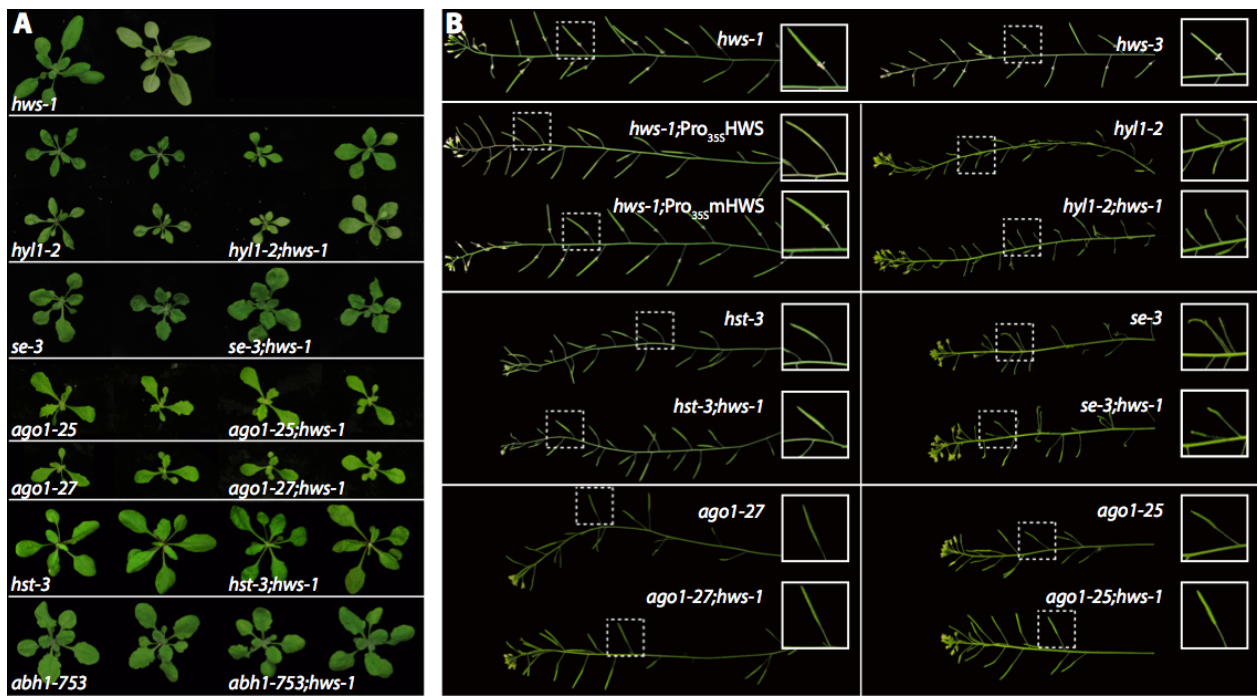 A
hws-1
hyl1-2 hyl1-2;hws-1
se-3 se-3;hws-1
ago1-25 ago1-25;hws-1
ago1-27 ago1-27;hws-1
hst-3 hst-3;hws-1
abh1-753 abh1-753;hws-1
B
hws-1
hws-3
hws-1;Pro35SHWS
hyl1-2
hws-1;Pro35SmHWS
hyl1-2;hws-1
hst-3
se-3
hst-3;hws-1
se-3;hws-1
ago1-27
ago1-25
ago1-27;hws-1
ago1-25;hws-1